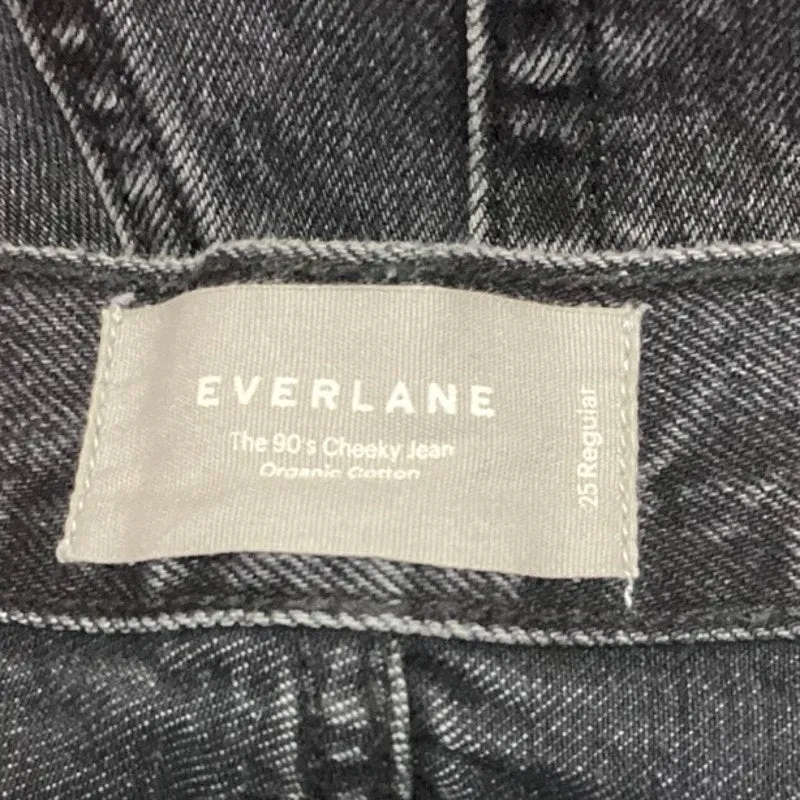 EVERLANE
The 90's Cheeky Jean
Organic Cotton
25 Regular